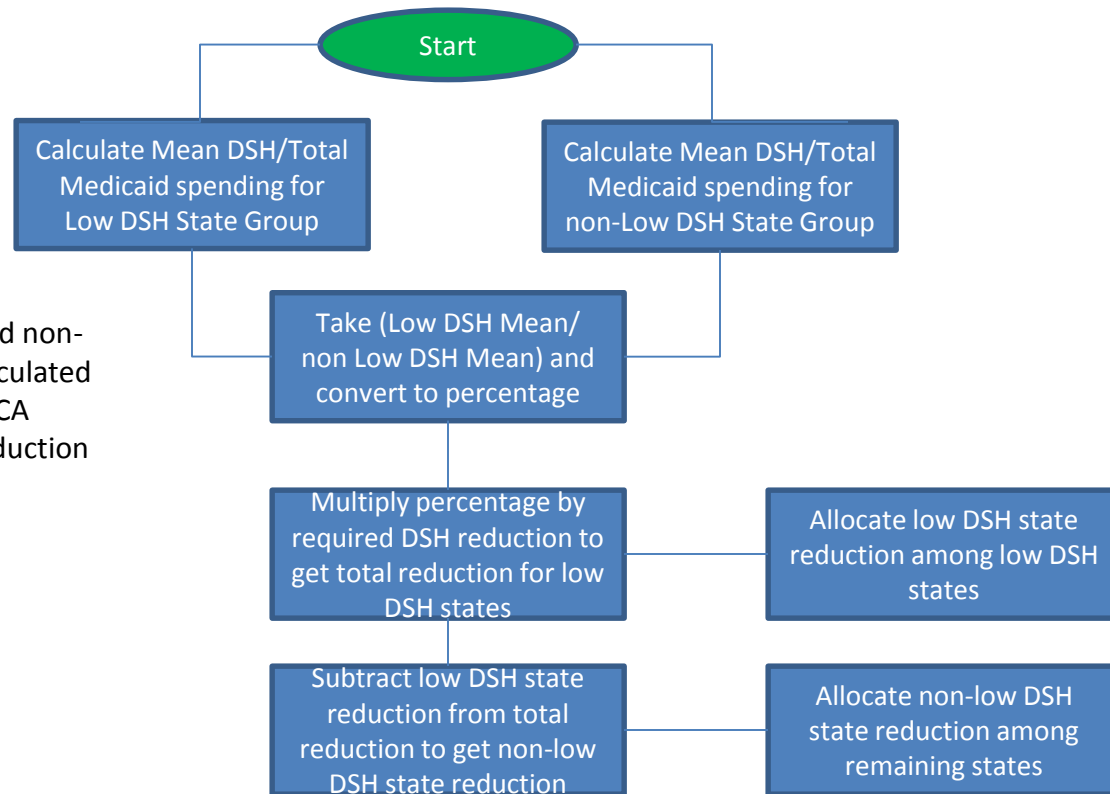 Start
Calculate Mean DSH/Total
Medicaid spending for
Low DSH State Group
Calculate Mean DSH/Total
Medicaid spending for
non-Low DSH State Group
d non-
culated
CA
duction
Take (Low DSH Mean/
non Low DSH Mean) and
convert to percentage
Multiply percentage by
required DSH reduction to
get total reduction for low
DSH states
Allocate low DSH state
reduction among low DSH
states
Subtract low DSH state
reduction from total
reduction to get non-low
DSH state reduction
Allocate non-low DSH
state reduction among
remaining states